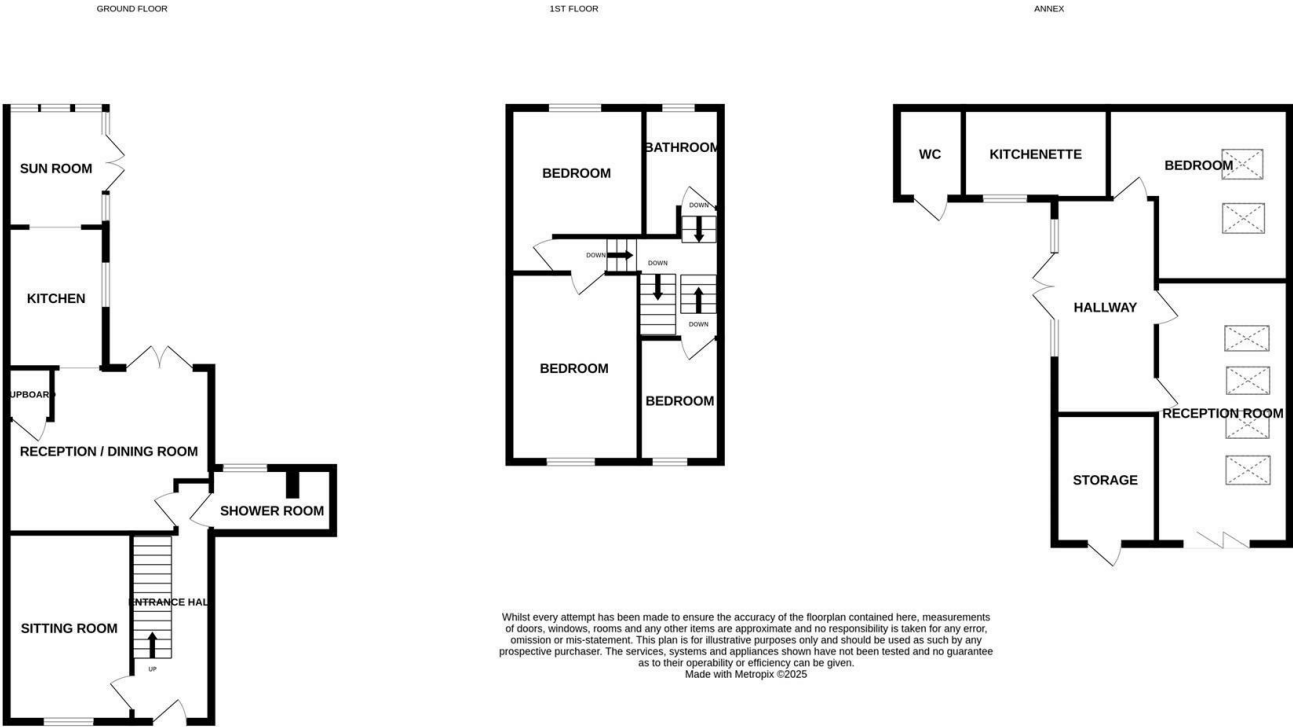 GROUND FLOOR
SUN ROOM
KITCHEN
UPBOARD
RECEPTION / DINING ROOM
SHOWER ROOM
ENTRANCE HALL
SITTING ROOM
UP
1ST FLOOR
BEDROOM
BATHROOM
DOWN
DOWN
DOWN
DOWN
BEDROOM
BEDROOM
ANNEX
WC
KITCHENETTE
BEDROOM
HALLWAY
RECEPTION ROOM
STORAGE
Whilst every attempt has been made to ensure the accuracy of the floorplan contained here, measurements
of doors, windows, rooms and any other items are approximate and no responsibility is taken for any error,
omission or mis-statement. This plan is for illustrative purposes only and should be used as such by any
prospective purchaser. The services, systems and appliances shown have not been tested and no guarantee
as to their operability or efficiency can be given.
Made with Metropix ©2025